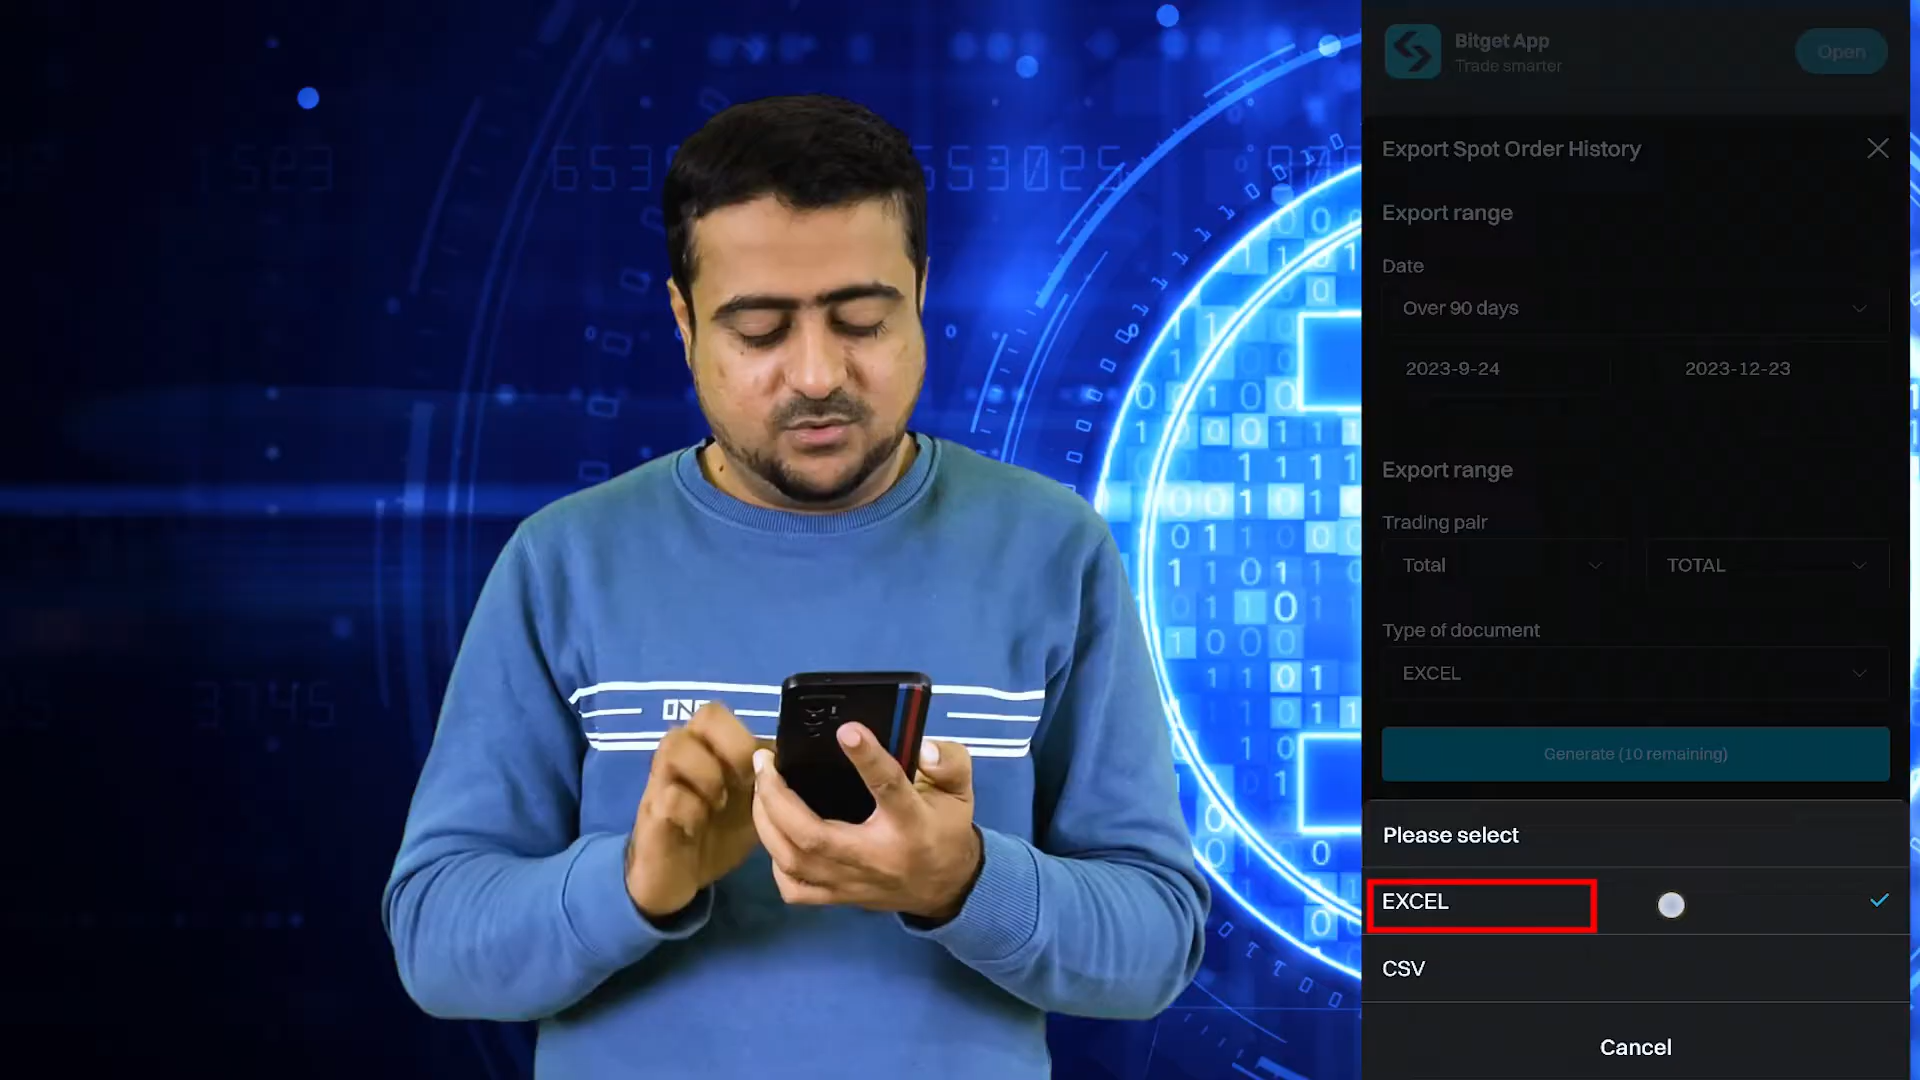 Bitget App
Trade smarter
Open
Export Spot Order History
Export range
Date
Over 90 days
2023-9-24
2023-12-23
Export range
Trading pair
Total
TOTAL
Type of document
EXCEL
Generate (10 remaining)
Please select
EXCEL
CSV
Cancel